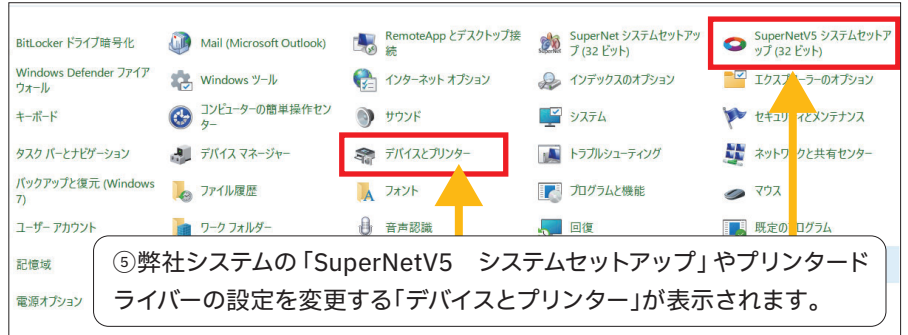 BitLocker ドライブ暗号化
Mail (Microsoft Outlook)
RemoteApp とデスクトップ接
続
SuperNet システムセットアッ
プ (32 ビット)
SuperNetV5 システムセットア
ップ (32 ビット)
Windows Defender ファイア
ウォール
Windows ツール
インターネット オプション
インデックスのオプション
エクスプローラーのオプション
キーボード
コンピューターの簡単操作セン
ター
サウンド
システム
セキュリティとメンテナンス
タスク バーとナビゲーション
デバイス マネージャー
デバイスとプリンター
トラブルシューティング
ネットワークと共有センター
バックアップと復元 (Windows
7)
ファイル履歴
フォント
プログラムと機能
マウス
ユーザー アカウント
ワーク フォルダー
音声認識
回復
既定のプログラム
記憶域
電源オプション
⑤弊社システムの「SuperNetV5　システムセットアップ」やプリンタード
ライバーの設定を変更する「デバイスとプリンター」が表示されます。